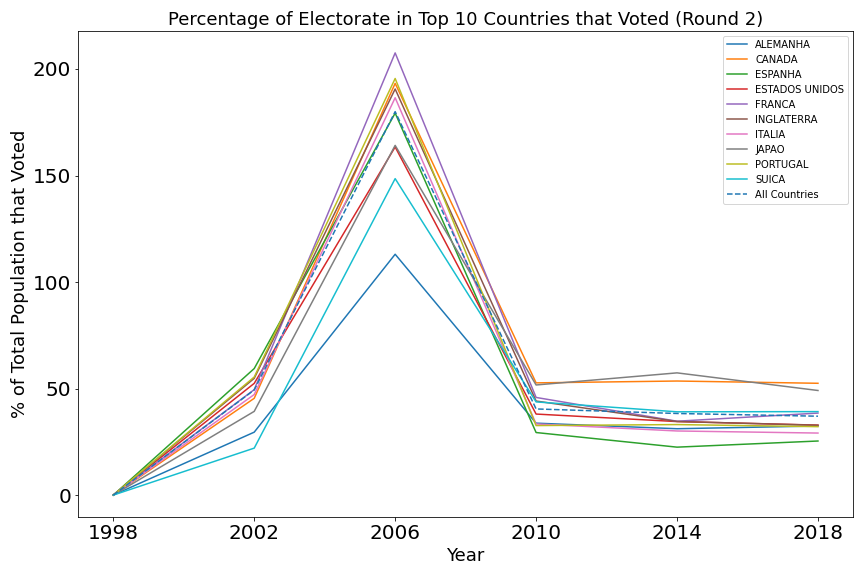 Percentage of Electorate in Top 10 Countries that Voted (Round 2)
% of Total Population that Voted
200
150
100
50
0
ALEMANHA
CANADA
ESPANHA
ESTADOS UNIDOS
FRANCA
INGLATERRA
ITALIA
JAPAO
PORTUGAL
SUICA
All Countries
1998 2002 2006 2010 2014 2018
Year